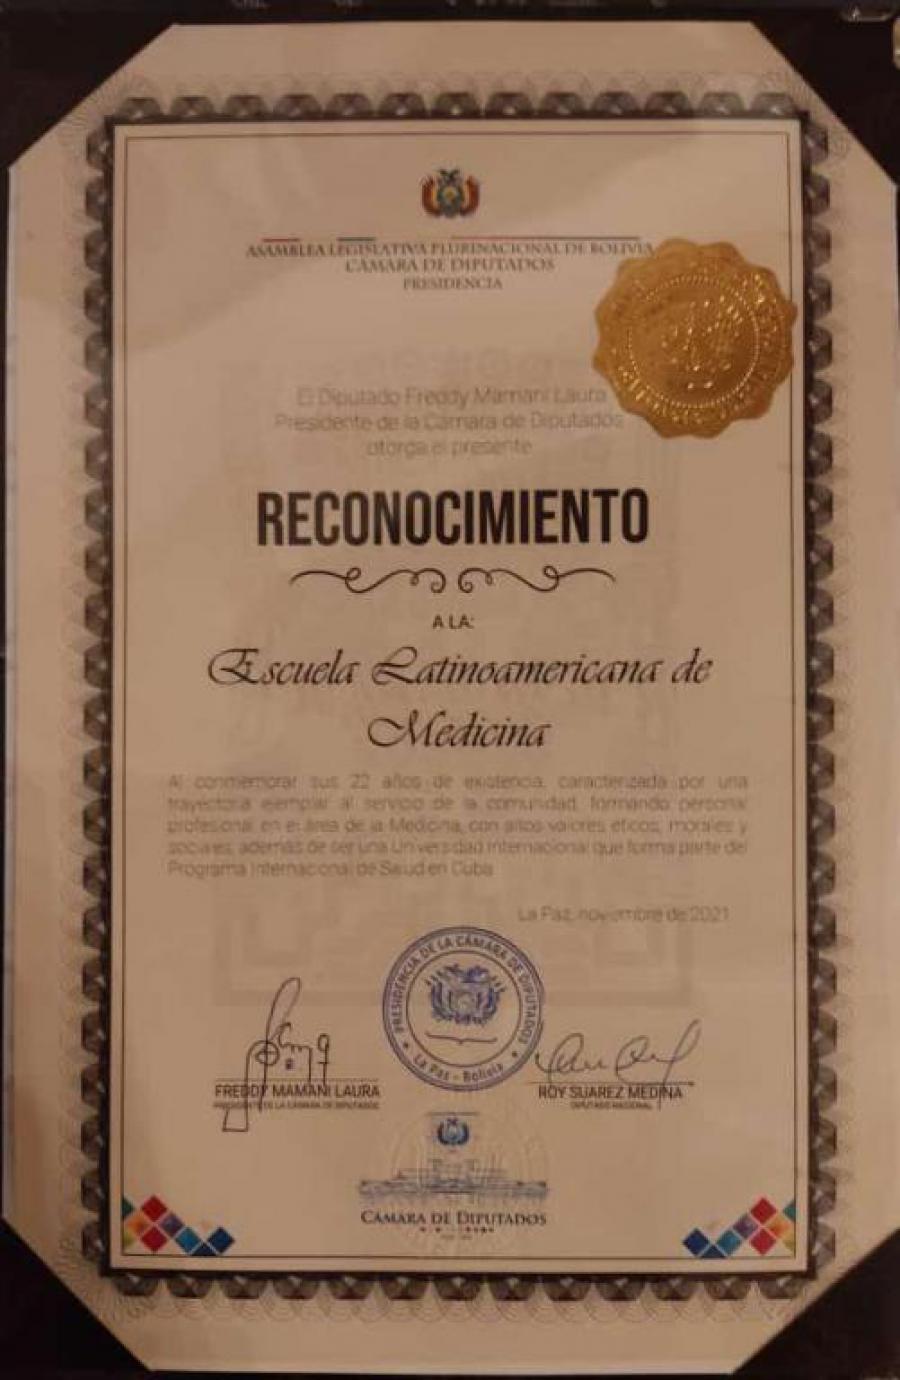 ASAMBLEA LEGISLATIVA PLURINACIONAL DE BOLIVIA
CÁMARA DE DIPUTADOS
PRESIDENCIA
El Diputado Freddy Mamani Laura
Presidente de la Cámara de Diputados
otorga el presente
RECONOCIMIENTO
A LA:
Escuela Latinoamericana de
Medicina
Al conmemorar sus 22 años de existencia, caracterizada por una
trayectoria ejemplar al servicio de la comunidad, formando personal
profesional en el área de la Medicina, con altos valores éticos, morales y
sociales, además de ser una Universidad Internacional que forma parte del
Programa Internacional de Salud en Cuba
La Paz, noviembre de 2021
PRESIDENCIA DE LA CÁMARA DE DIPUTADOS
La Paz - Bolivia
FREDDY MAMANI LAURA
PRESIDENTE DE LA CÁMARA DE DIPUTADOS
ROY SUAREZ MEDINA
DIPUTADO NACIONAL
CÁMARA DE DIPUTADOS